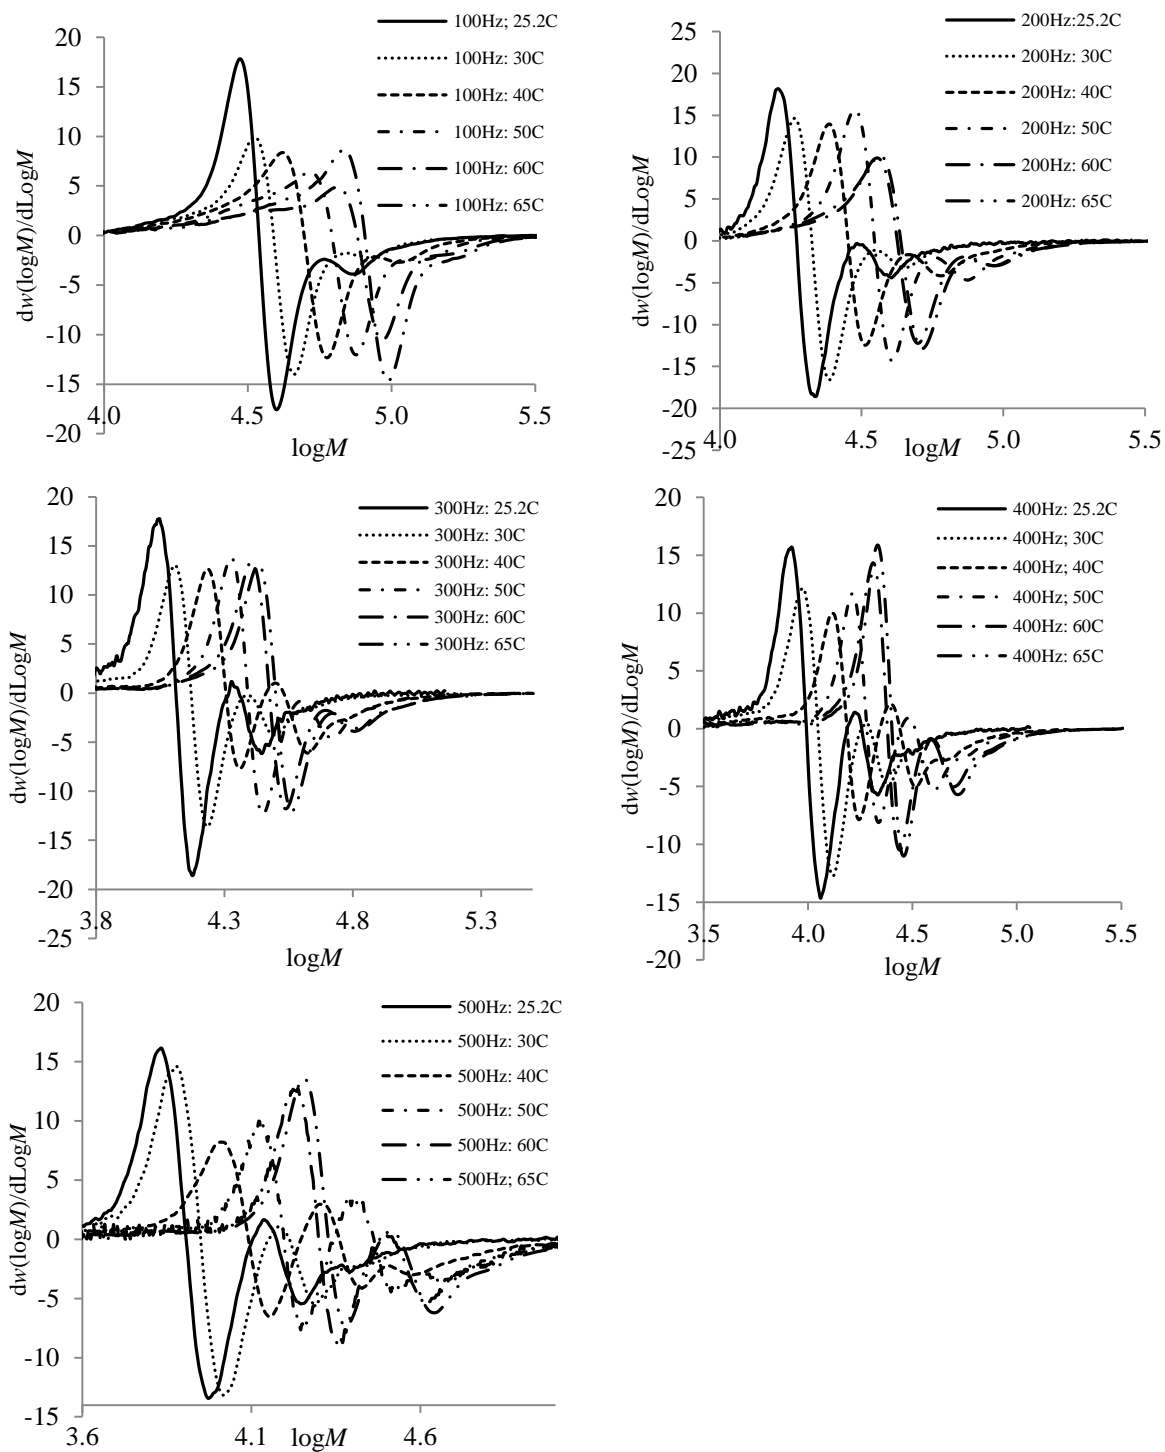 dw(logM)/dLogM
20
15
10
5
0
-5
-10
-15
-20
4.0
4.5
5.0
5.5
logM
100Hz; 25.2C
100Hz: 30C
100Hz: 40C
100Hz: 50C
100Hz: 60C
100Hz: 65C
dw(logM)/dLogM
25
20
15
10
5
0
-5
-10
-15
-20
-25
4.0
4.5
5.0
5.5
logM
200Hz:25.2C
200Hz: 30C
200Hz: 40C
200Hz: 50C
200Hz: 60C
200Hz: 65C
dw(logM)/dLogM
20
15
10
5
0
-5
-10
-15
-20
-25
3.8
4.3
4.8
5.3
logM
300Hz: 25.2C
300Hz: 30C
300Hz: 40C
300Hz: 50C
300Hz: 60C
300Hz: 65C
dw(logM)/dLogM
20
15
10
5
0
-5
-10
-15
-20
3.5
4.0
4.5
5.0
5.5
logM
400Hz: 25.2C
400Hz; 30C
400Hz; 40C
400Hz; 50C
400Hz: 60C
400Hz: 65C
dw(logM)/dLogM
20
15
10
5
0
-5
-10
-15
3.6
4.1
4.6
logM
500Hz: 25.2C
500Hz: 30C
500Hz: 40C
500Hz: 50C
500Hz: 60C
500Hz; 65C